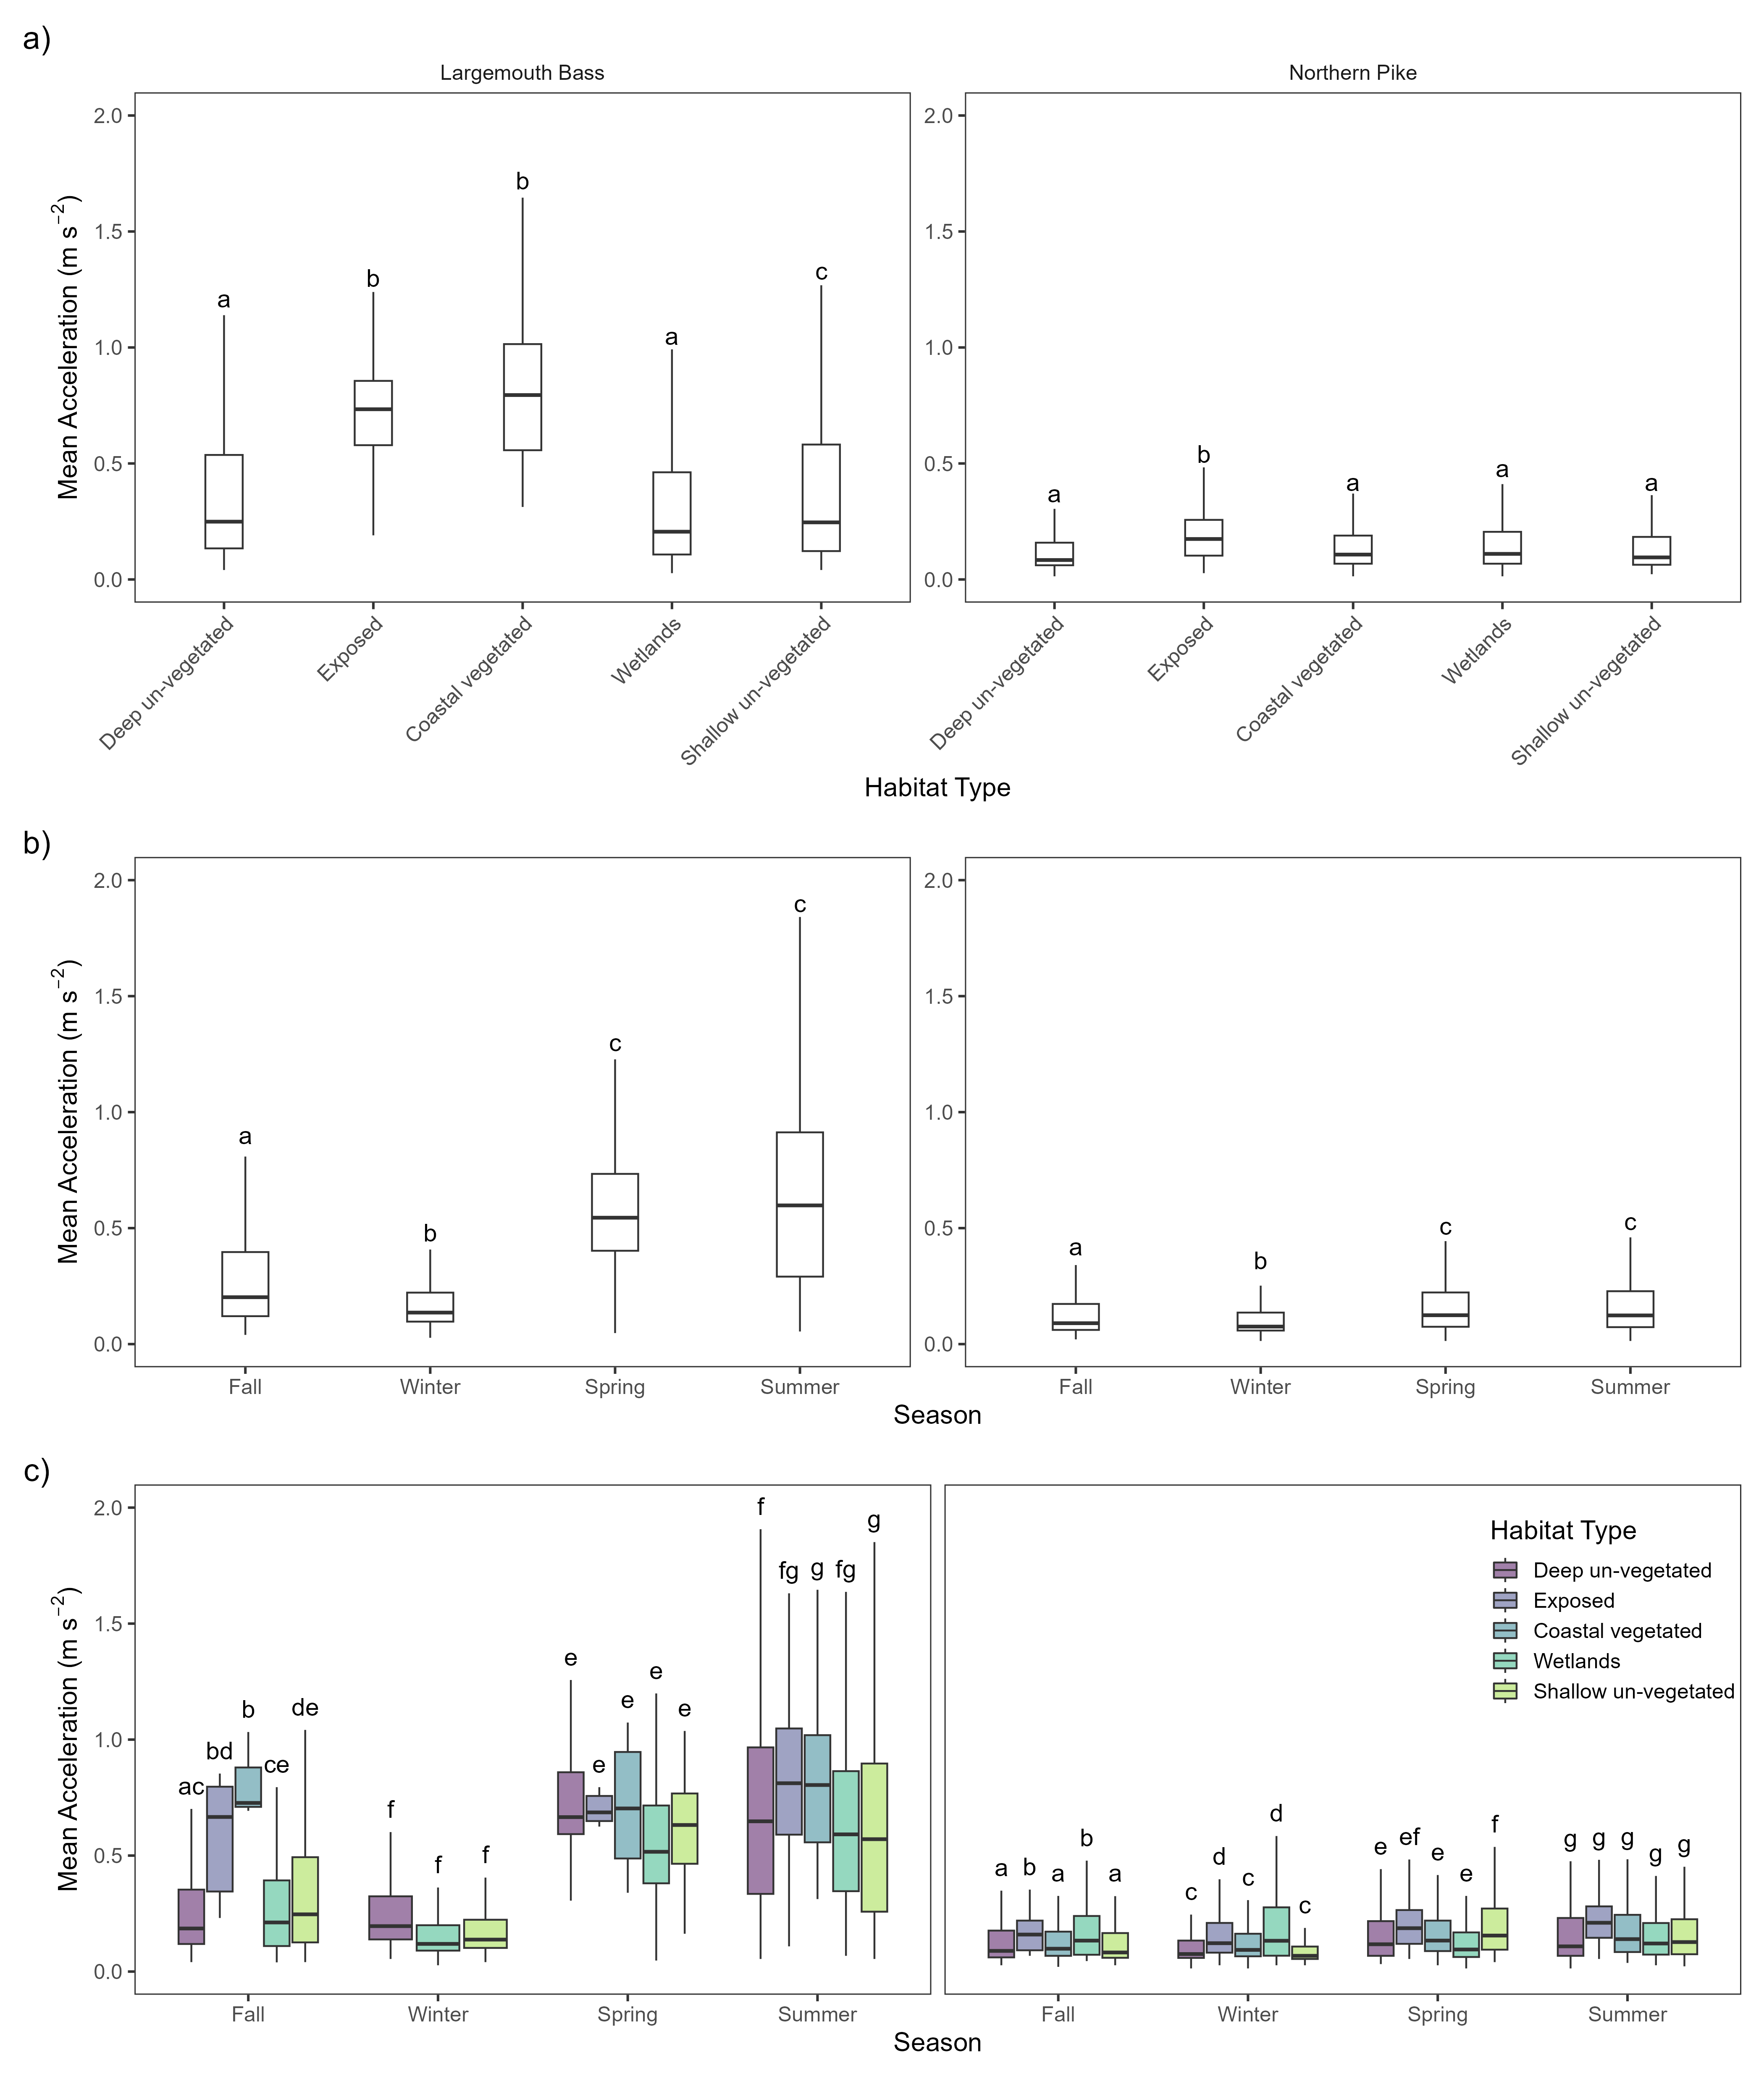 a)
Largemouth Bass
Northern Pike
Mean Acceleration (m s⁻²)
2.0
1.5
1.0
0.5
0.0
a
b
b
a
c
Deep un-vegetated
Exposed
Coastal vegetated
Wetlands
Shallow un-vegetated
2.0
1.5
1.0
0.5
0.0
a
b
a
a
a
Deep un-vegetated
Exposed
Coastal vegetated
Wetlands
Shallow un-vegetated
Habitat Type
b)
Mean Acceleration (m s⁻²)
2.0
1.5
1.0
0.5
0.0
a
b
c
c
Fall
Winter
Spring
Summer
2.0
1.5
1.0
0.5
0.0
a
b
c
c
Fall
Winter
Spring
Summer
Season
c)
Mean Acceleration (m s⁻²)
2.0
1.5
1.0
0.5
0.0
ac
bd
b
ce
de
f
f
f
e
e
e
e
e
f
fg
g
fg
g
Fall
Winter
Spring
Summer
a
b
a
b
a
c
d
c
d
c
e
ef
e
e
f
g
g
g
g
g
Habitat Type
Deep un-vegetated
Exposed
Coastal vegetated
Wetlands
Shallow un-vegetated
Fall
Winter
Spring
Summer
Season